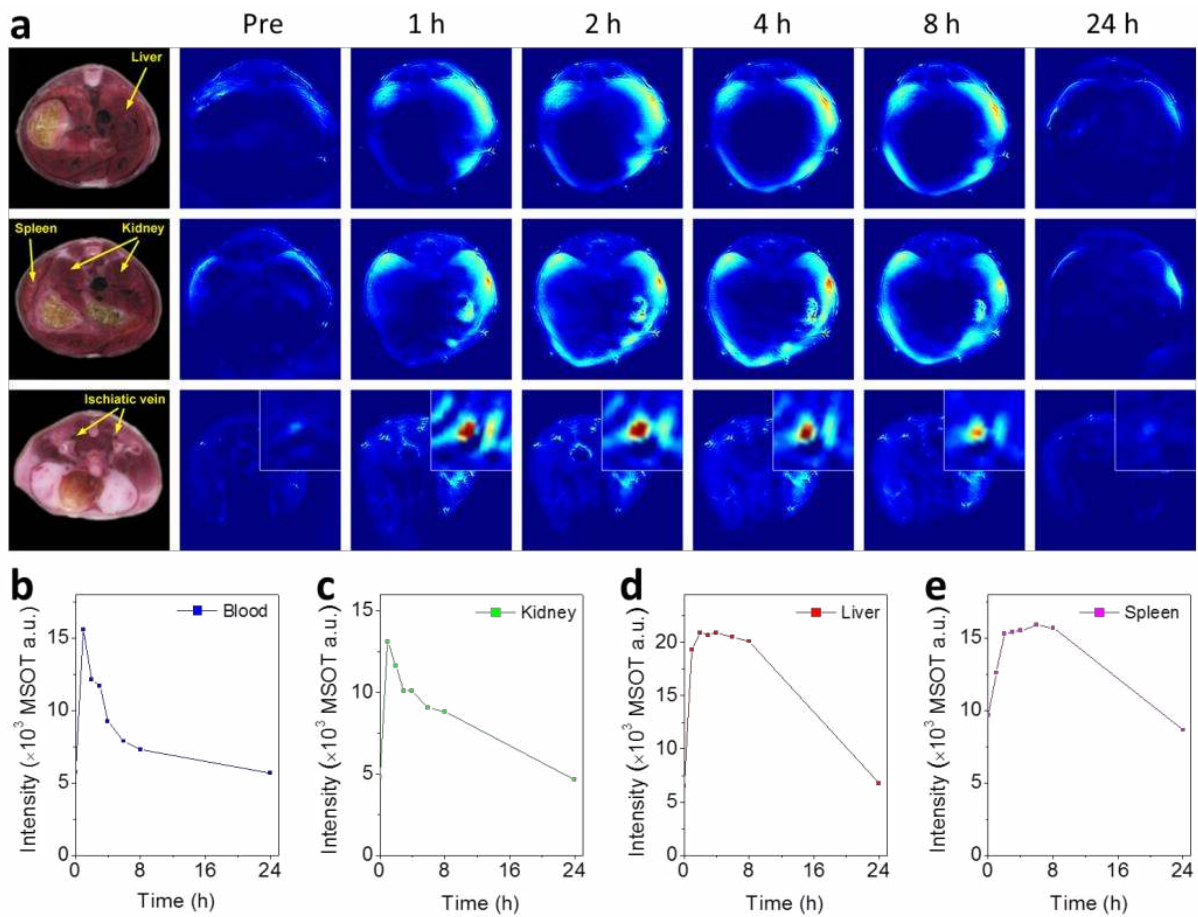 a
Pre
1 h
2 h
4 h
8 h
24 h
Liver
Spleen
Kidney
Ischiatic vein
b
Blood
Intensity (×10³ MSOT a.u.)
15
10
5
0
0
8
16
24
Time (h)
c
Kidney
Intensity (×10³ MSOT a.u.)
15
10
5
0
0
8
16
24
Time (h)
d
Liver
Intensity (×10³ MSOT a.u.)
20
15
10
5
0
0
8
16
24
Time (h)
e
Spleen
Intensity (×10³ MSOT a.u.)
15
10
5
0
0
8
16
24
Time (h)